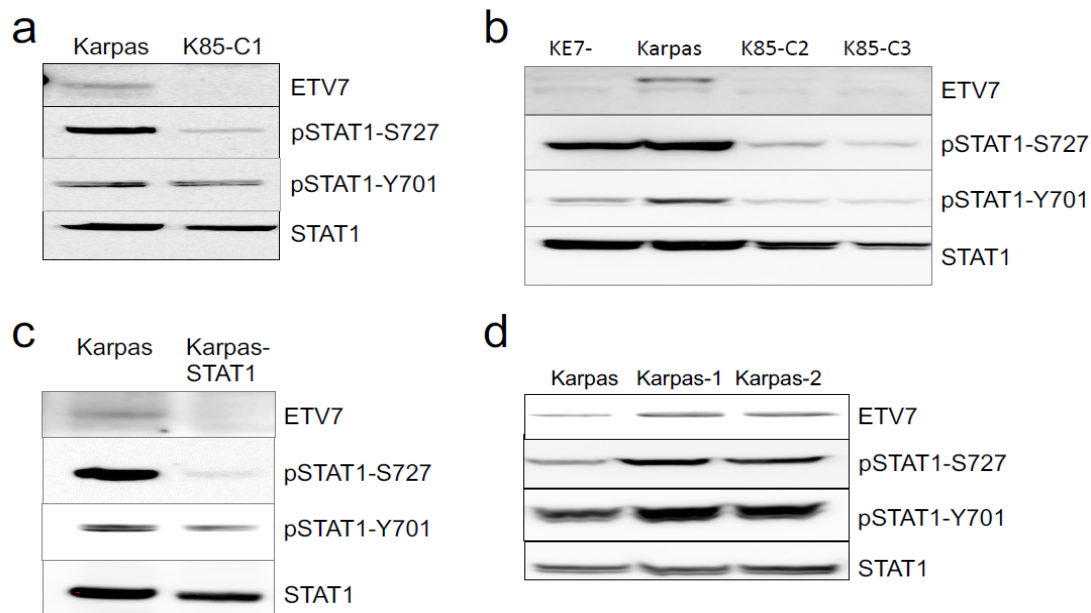 a
Karpas K85-C1
ETV7
pSTAT1-S727
pSTAT1-Y701
STAT1
b
KE7- Karpas K85-C2 K85-C3
ETV7
pSTAT1-S727
pSTAT1-Y701
STAT1
c
Karpas Karpas-
STAT1
ETV7
pSTAT1-S727
pSTAT1-Y701
STAT1
d
Karpas Karpas-1 Karpas-2
ETV7
pSTAT1-S727
pSTAT1-Y701
STAT1